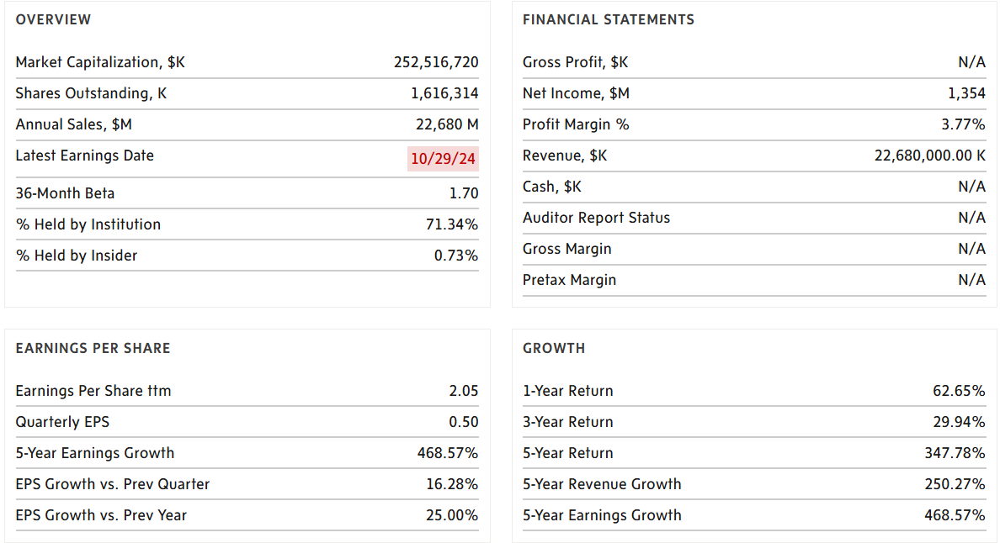 OVERVIEW
Market Capitalization, $K 252,516,720
Shares Outstanding, K 1,616,314
Annual Sales, $M 22,680 M
Latest Earnings Date 10/29/24
36-Month Beta 1.70
% Held by Institution 71.34%
% Held by Insider 0.73%
FINANCIAL STATEMENTS
Gross Profit, $K N/A
Net Income, $M 1,354
Profit Margin % 3.77%
Revenue, $K 22,680,000.00 K
Cash, $K N/A
Auditor Report Status N/A
Gross Margin N/A
Pretax Margin N/A
EARNINGS PER SHARE
Earnings Per Share ttm 2.05
Quarterly EPS 0.50
5-Year Earnings Growth 468.57%
EPS Growth vs. Prev Quarter 16.28%
EPS Growth vs. Prev Year 25.00%
GROWTH
1-Year Return 62.65%
3-Year Return 29.94%
5-Year Return 347.78%
5-Year Revenue Growth 250.27%
5-Year Earnings Growth 468.57%